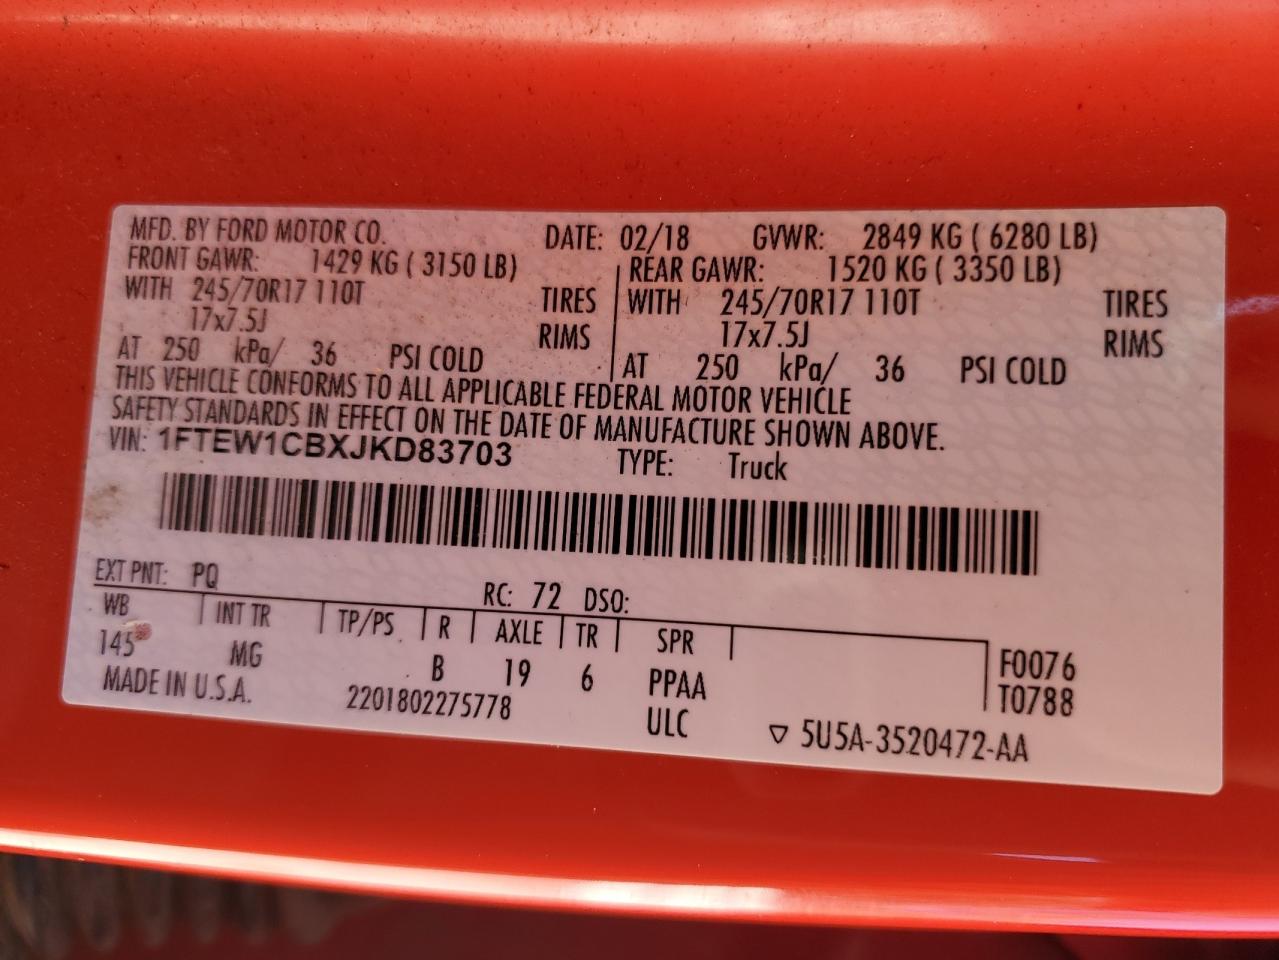 MFD. BY FORD MOTOR CO. DATE: 02/18 GVWR: 2849 KG ( 6280 LB)
FRONT GAWR: 1429 KG ( 3150 LB) REAR GAWR: 1520 KG ( 3350 LB)
WITH 245/70R17 110T TIRES WITH 245/70R17 110T TIRES
17x7.5J RIMS 17x7.5J RIMS
AT 250 kPa/ 36 PSI COLD AT 250 kPa/ 36 PSI COLD
THIS VEHICLE CONFORMS TO ALL APPLICABLE FEDERAL MOTOR VEHICLE
SAFETY STANDARDS IN EFFECT ON THE DATE OF MANUFACTURE SHOWN ABOVE.
VIN: 1FTEW1CBXJKD83703 TYPE: Truck
EXT PNT: PQ RC: 72 DSO:
WB INT TR TP/PS R AXLE TR SPR
145 MG B 19 6 PPAA F0076
MADE IN U.S.A. 2201802275778 ULC T0788
▽ 5U5A-3520472-AA